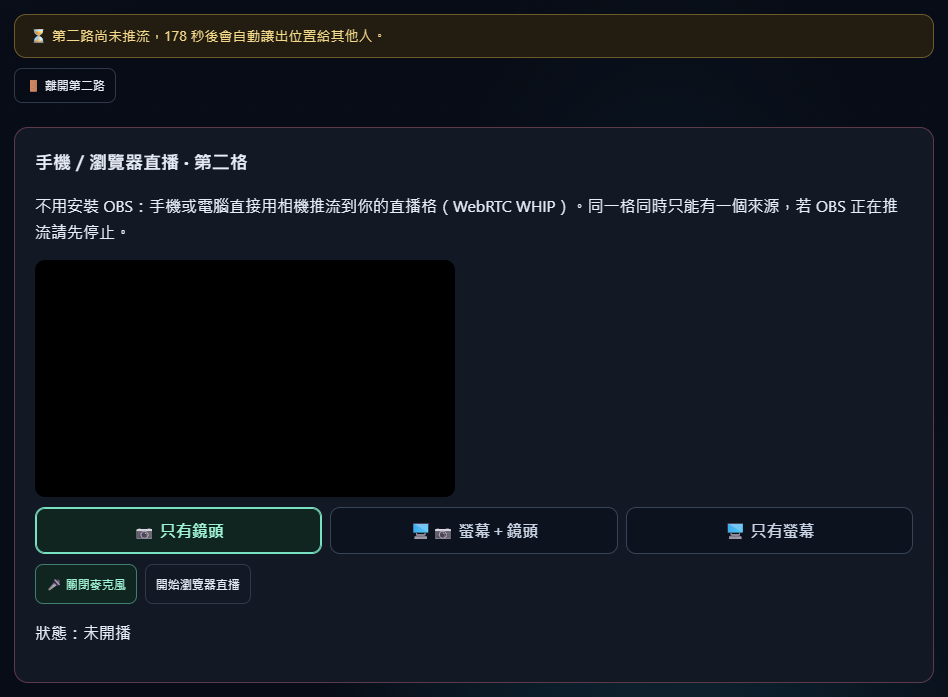 ⏳ 第二路尚未推流，178 秒後會自動讓出位置給其他人。
🚪 離開第二路
手機 / 瀏覽器直播 · 第二格
不用安裝 OBS：手機或電腦直接用相機推流到你的直播格（WebRTC WHIP）。同一格同時只能有一個來源，若 OBS 正在推
流請先停止。
📷 只有鏡頭
🖥️ 📷 螢幕 + 鏡頭
🖥️ 只有螢幕
🎤 關閉麥克風
開始瀏覽器直播
狀態：未開播